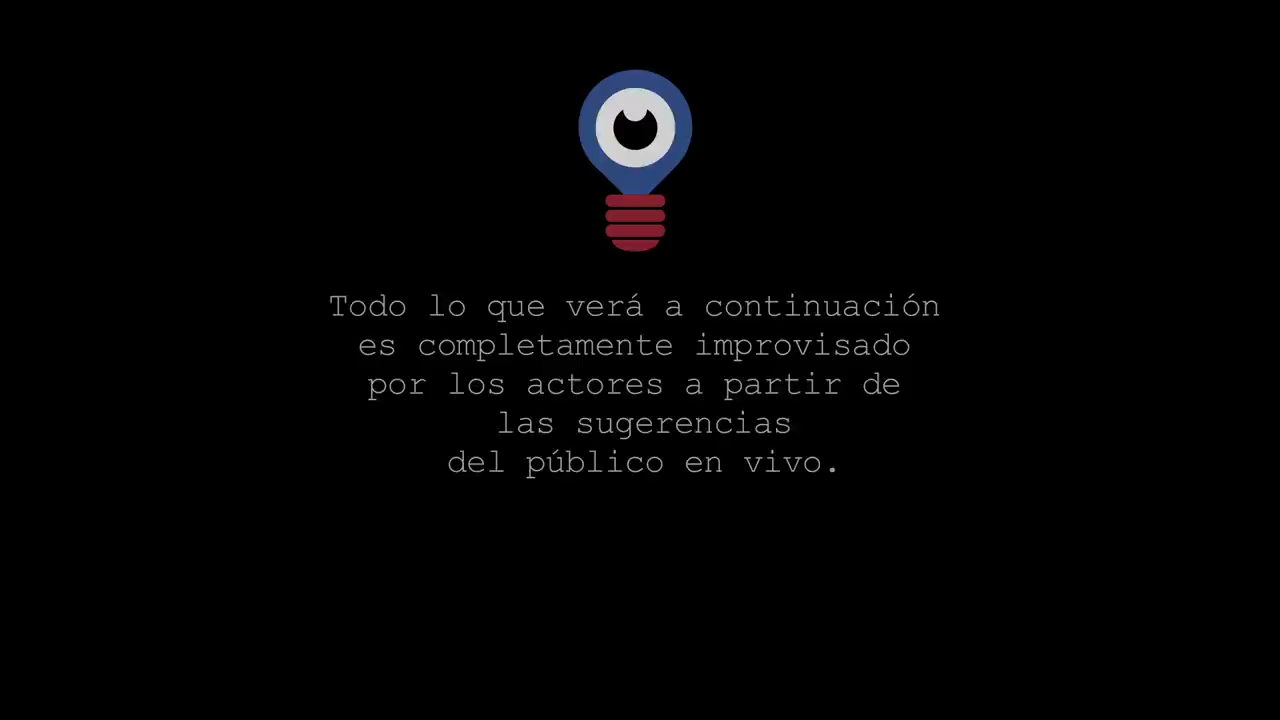 Todo lo que verá a continuación
es completamente improvisado
por los actores a partir de
las sugerencias
del público en vivo.